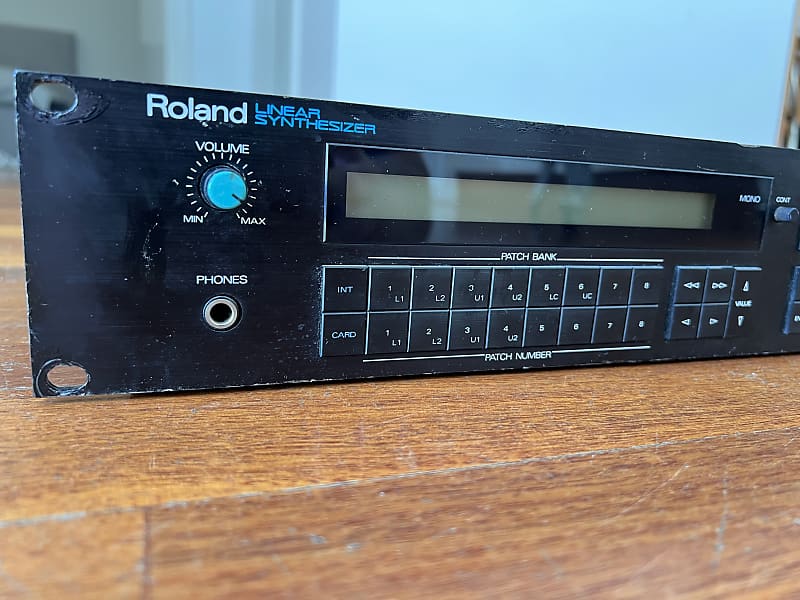 Roland LINEAR SYNTHESIZER
VOLUME
MIN MAX
PHONES
MONO
CONT
PATCH BANK
INT 1 L1 2 L2 3 U1 4 U2 5 LC 6 UC 7 8
CARD 1 L1 2 L2 3 U1 4 U2 5 6 7 8
PATCH NUMBER
VALUE